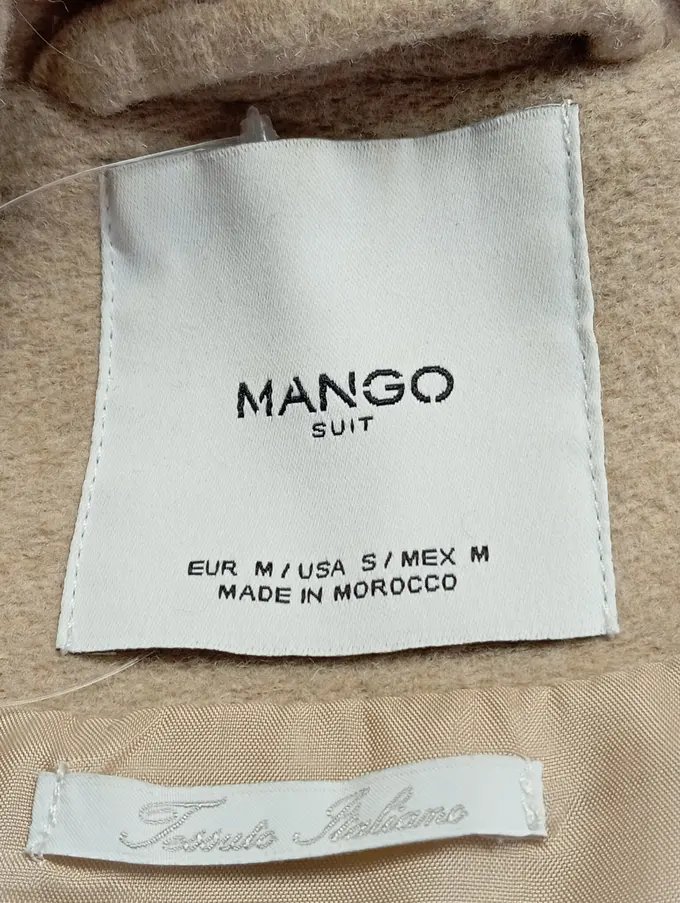 MANGO
SUIT
EUR M / USA S / MEX M
MADE IN MOROCCO
Tessuto Italiano